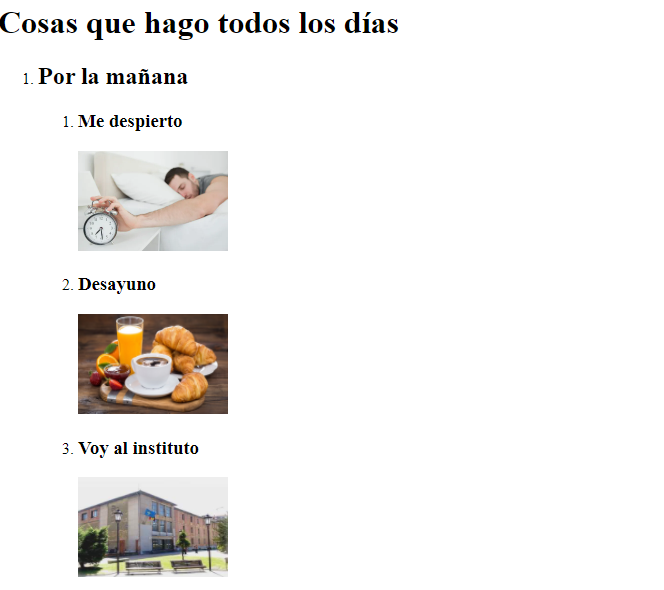 Cosas que hago todos los días
1. Por la mañana
1. Me despierto
2. Desayuno
3. Voy al instituto